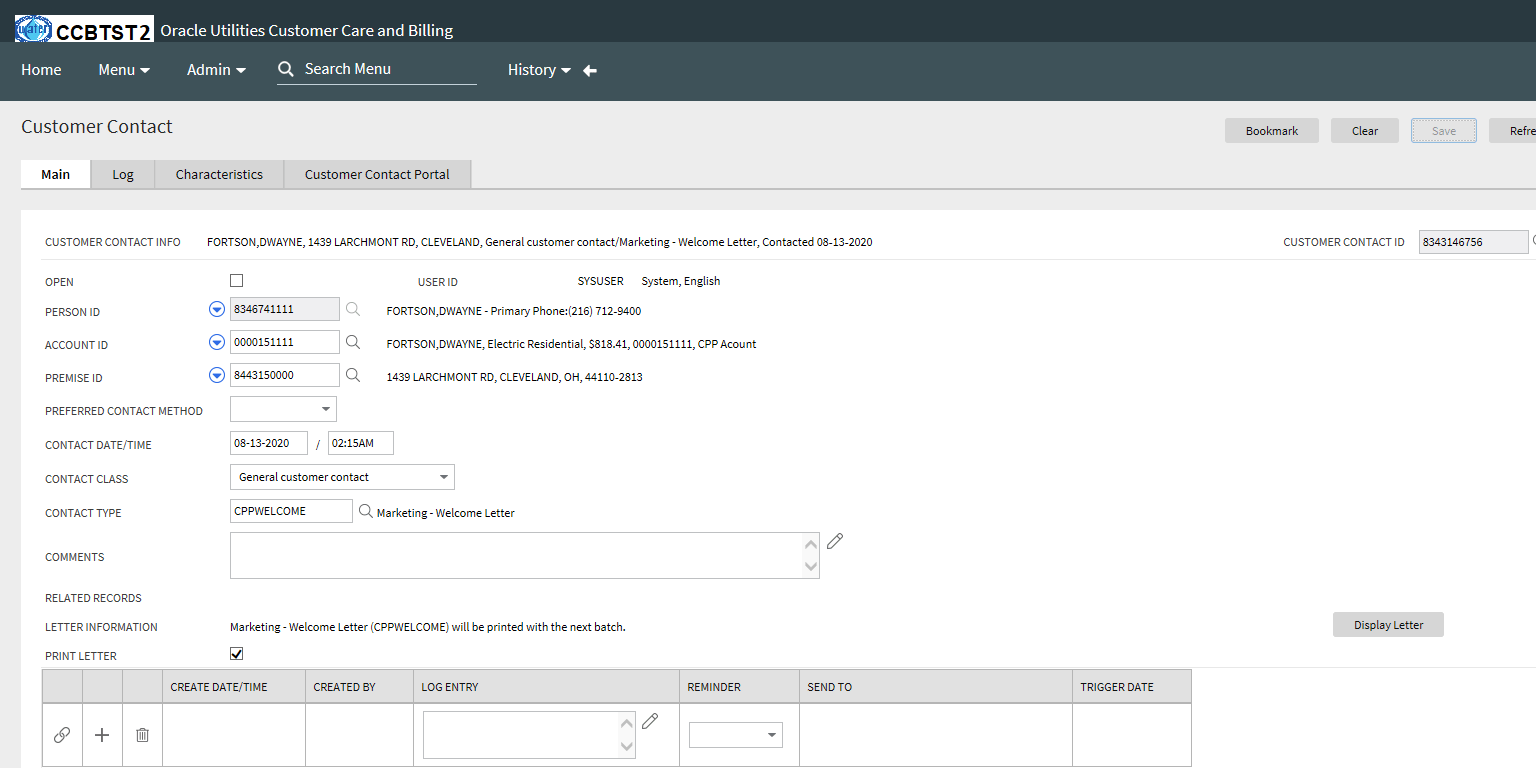 water CCBTST2 Oracle Utilities Customer Care and Billing
Home Menu Admin Search Menu History
Customer Contact
Bookmark Clear Save Refre
Main Log Characteristics Customer Contact Portal
CUSTOMER CONTACT INFO FORTSON,DWAYNE, 1439 LARCHMONT RD, CLEVELAND, General customer contact/Marketing - Welcome Letter, Contacted 08-13-2020 CUSTOMER CONTACT ID 8343146756
OPEN USER ID SYSUSER System, English
PERSON ID 8346741111 FORTSON,DWAYNE - Primary Phone:(216) 712-9400
ACCOUNT ID 0000151111 FORTSON,DWAYNE, Electric Residential, $818.41, 0000151111, CPP Acount
PREMISE ID 8443150000 1439 LARCHMONT RD, CLEVELAND, OH, 44110-2813
PREFERRED CONTACT METHOD
CONTACT DATE/TIME 08-13-2020 / 02:15AM
CONTACT CLASS General customer contact
CONTACT TYPE CPPWELCOME Marketing - Welcome Letter
COMMENTS
RELATED RECORDS
LETTER INFORMATION Marketing - Welcome Letter (CPPWELCOME) will be printed with the next batch. Display Letter
PRINT LETTER
CREATE DATE/TIME CREATED BY LOG ENTRY REMINDER SEND TO TRIGGER DATE